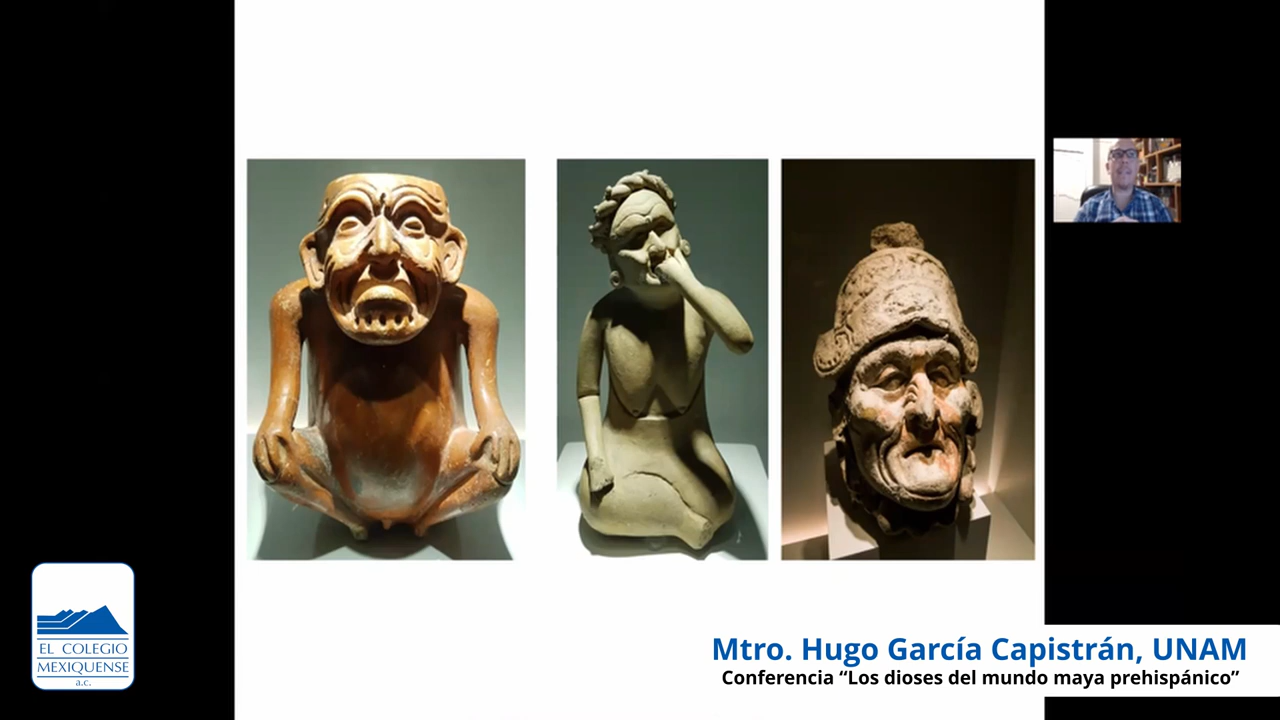 EL COLEGIO
MEXIQUENSE
a.c.
Mtro. Hugo García Capistrán, UNAM
Conferencia “Los dioses del mundo maya prehispánico”